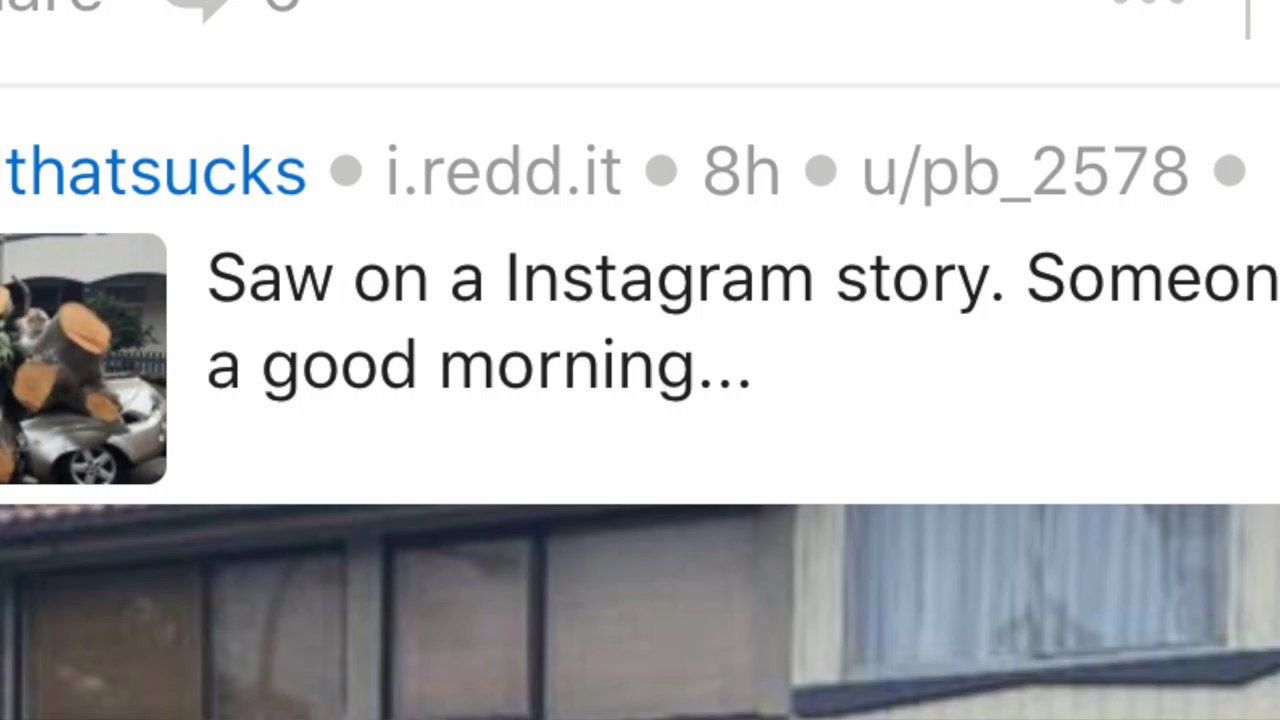 thatsucks • i.redd.it • 8h • u/pb_2578 •
Saw on a Instagram story. Someon
a good morning...